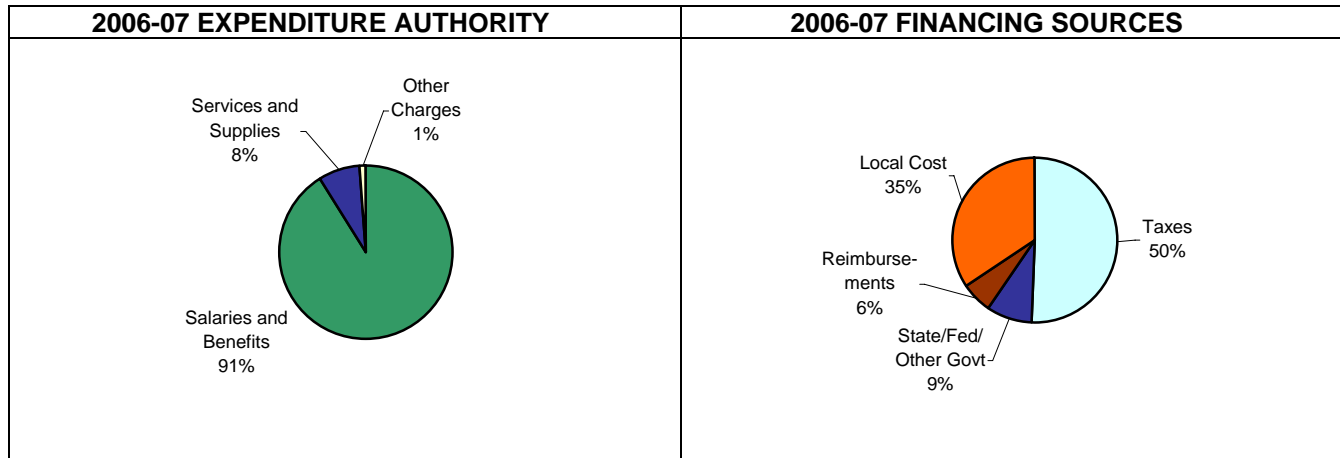 2006-07 EXPENDITURE AUTHORITY
Other
Charges
1%
Services and
Supplies
8%
Salaries and
Benefits
91%
2006-07 FINANCING SOURCES
Local Cost
35%
Taxes
50%
Reimburse-
ments
6%
State/Fed/
Other Govt
9%